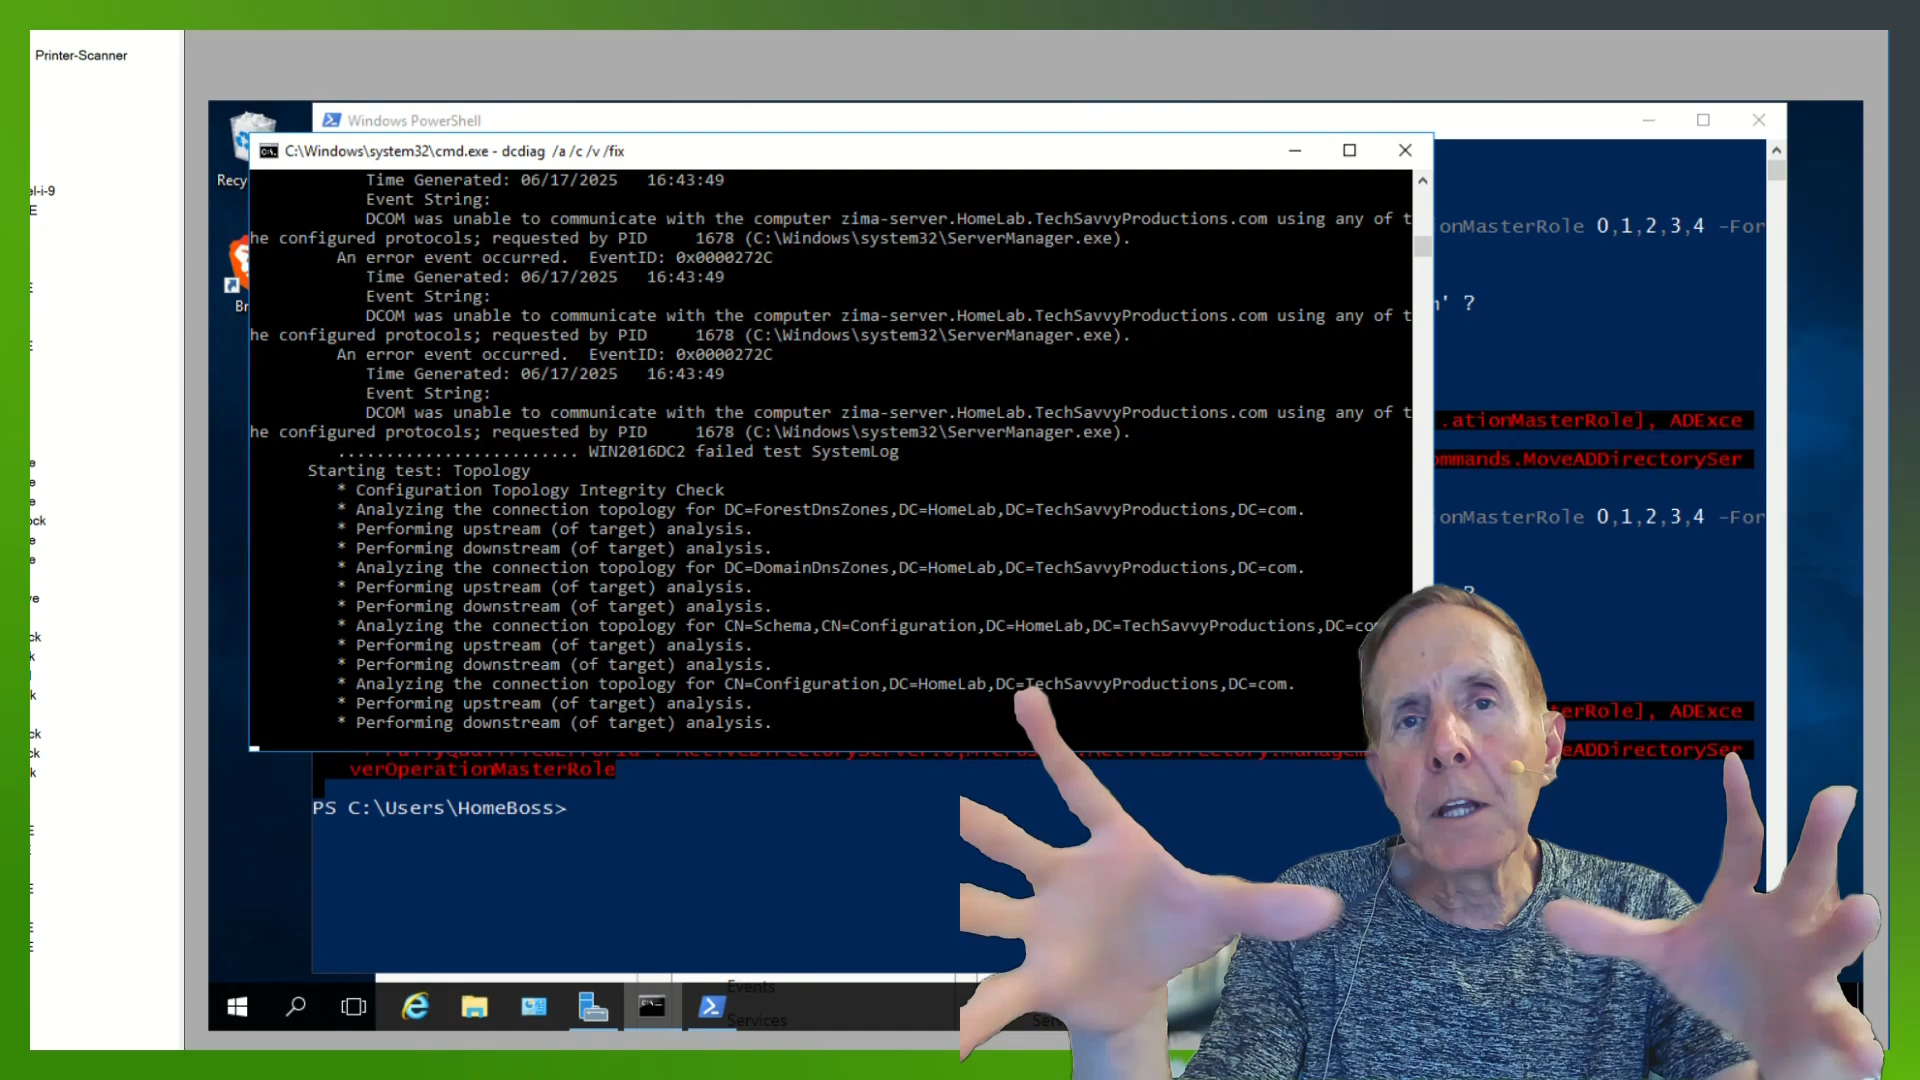 Printer-Scanner
Windows PowerShell
C:\Windows\system32\cmd.exe - dcdiag /a /c /v /fix
Time Generated: 06/17/2025   16:43:49
Event String:
DCOM was unable to communicate with the computer zima-server.HomeLab.TechSavvyProductions.com using any of t
he configured protocols; requested by PID     1678 (C:\Windows\system32\ServerManager.exe).
An error event occurred.  EventID: 0x0000272C
Time Generated: 06/17/2025   16:43:49
Event String:
DCOM was unable to communicate with the computer zima-server.HomeLab.TechSavvyProductions.com using any of t
he configured protocols; requested by PID     1678 (C:\Windows\system32\ServerManager.exe).
An error event occurred.  EventID: 0x0000272C
Time Generated: 06/17/2025   16:43:49
Event String:
DCOM was unable to communicate with the computer zima-server.HomeLab.TechSavvyProductions.com using any of t
he configured protocols; requested by PID     1678 (C:\Windows\system32\ServerManager.exe).
......................... WIN2016DC2 failed test SystemLog
Starting test: Topology
* Configuration Topology Integrity Check
* Analyzing the connection topology for DC=ForestDnsZones,DC=HomeLab,DC=TechSavvyProductions,DC=com.
* Performing upstream (of target) analysis.
* Performing downstream (of target) analysis.
* Analyzing the connection topology for DC=DomainDnsZones,DC=HomeLab,DC=TechSavvyProductions,DC=com.
* Performing upstream (of target) analysis.
* Performing downstream (of target) analysis.
* Analyzing the connection topology for CN=Schema,CN=Configuration,DC=HomeLab,DC=TechSavvyProductions,DC=co
* Performing upstream (of target) analysis.
* Performing downstream (of target) analysis.
* Analyzing the connection topology for CN=Configuration,DC=HomeLab,DC=TechSavvyProductions,DC=com.
* Performing upstream (of target) analysis.
* Performing downstream (of target) analysis.
Recy
Br
onMasterRole 0,1,2,3,4 -For
' ?
.ationMasterRole], ADExce
ommands.MoveADDirectorySer
onMasterRole 0,1,2,3,4 -For
terRole], ADExce
eADDirectorySer
verOperationMasterRole
PS C:\Users\HomeBoss>
Events
Services
el-i-9